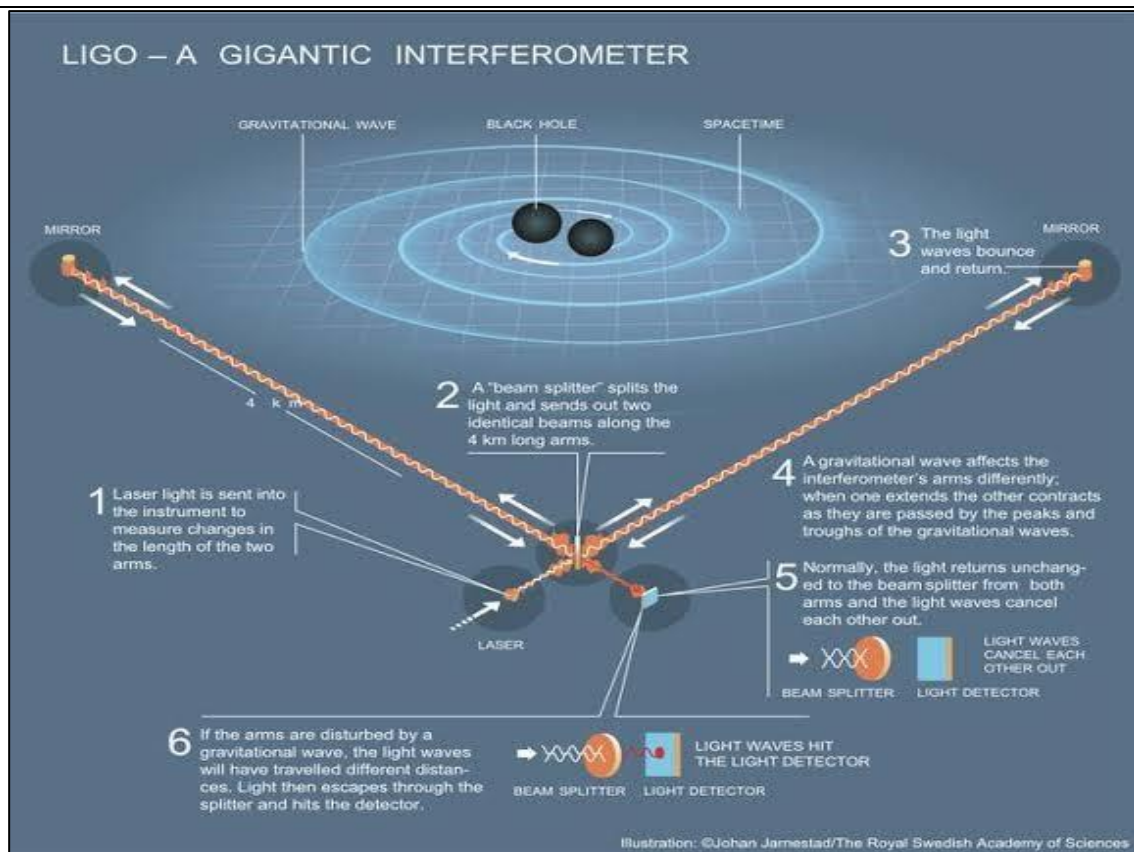 LIGO – A GIGANTIC INTERFEROMETER
GRAVITATIONAL WAVE
BLACK HOLE
SPACETIME
MIRROR
3 The light
waves bounce
and return.
MIRROR
4 km
2 A "beam splitter" splits the
light and sends out two
identical beams along the
4 km long arms.
1 Laser light is sent into
the instrument to
measure changes in
the length of the two
arms.
4 A gravitational wave affects the
interferometer's arms differently;
when one extends the other contracts
as they are passed by the peaks and
troughs of the gravitational waves.
5 Normally, the light returns unchang-
ed to the beam splitter from both
arms and the light waves cancel
each other out.
LASER
LIGHT WAVES
CANCEL EACH
OTHER OUT
BEAM SPLITTER LIGHT DETECTOR
6 If the arms are disturbed by a
gravitational wave, the light waves
will have travelled different distan-
ces. Light then escapes through the
splitter and hits the detector.
LIGHT WAVES HIT
THE LIGHT DETECTOR
BEAM SPLITTER LIGHT DETECTOR
Illustration: ©Johan Jarnestad/The Royal Swedish Academy of Sciences